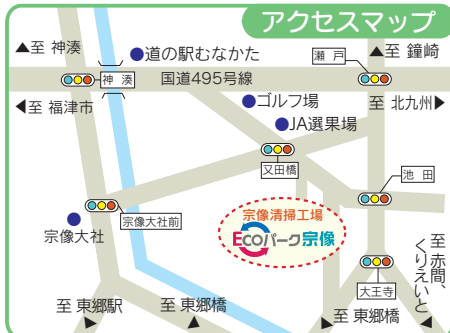 アクセスマップ
▲至 神湊
●道の駅むなかた
瀬 戸
▲至 鐘崎
神 湊
国道495号線
◀至 福津市
●ゴルフ場
至 北九州▶
●JA選果場
又田橋
池 田
宗像大社前
宗像大社
宗像清掃工場
Ecoパーク宗像
至 赤間、
くりえいと
大王寺
至 東郷駅
至 東郷橋
至 東郷橋